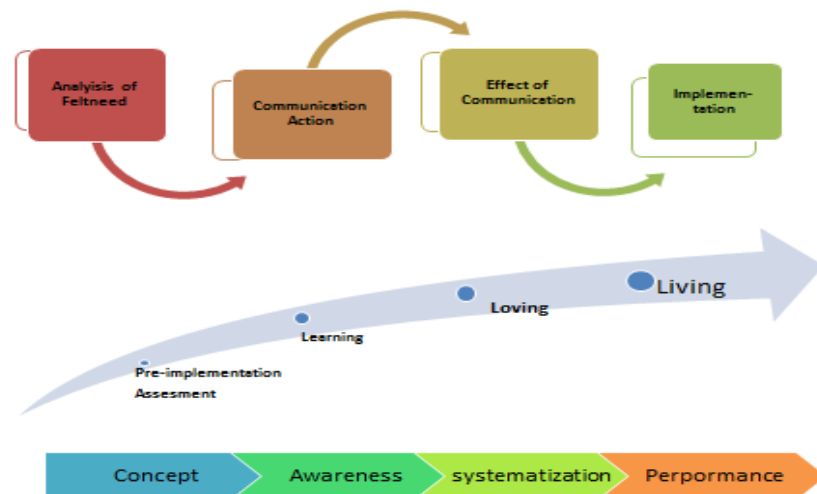 Analyisis of
Feltneed
Communication
Action
Effect of
Communication
Implemen-
tation
Living
Loving
Learning
Pre-implementation
Assesment
Concept
Awareness
systematization
Perpormance